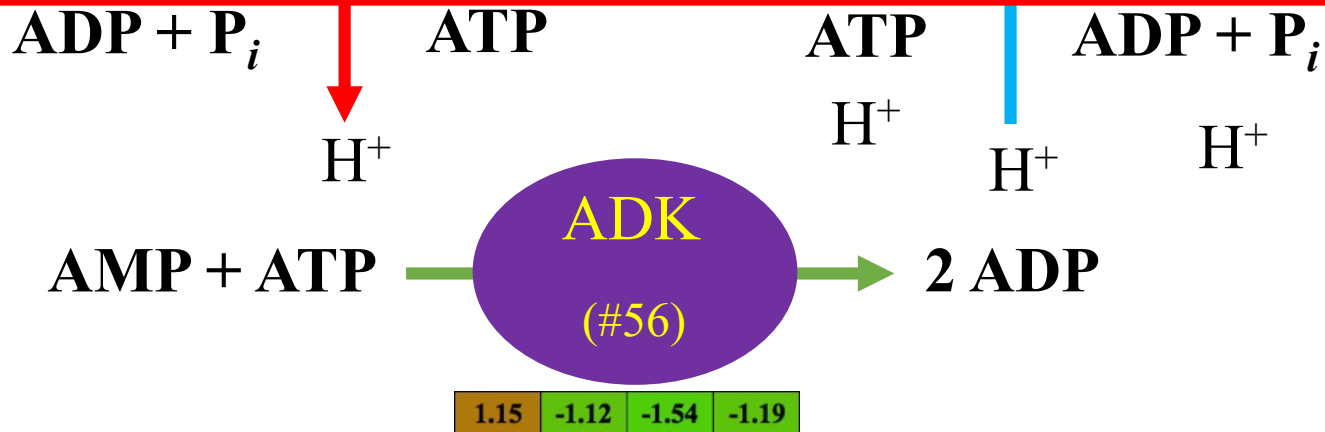 ADP + Pᵢ ATP ATP ADP + Pᵢ
H⁺ H⁺ H⁺ H⁺
ADK
AMP + ATP 2 ADP
(#56)
1.15 -1.12 -1.54 -1.19